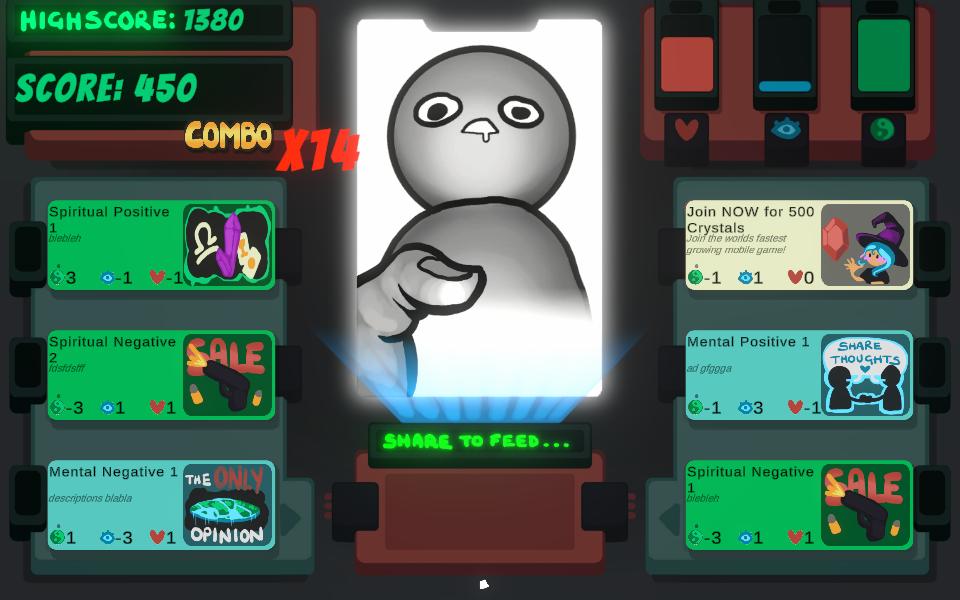 HIGHSCORE: 1380
SCORE: 450
COMBO X14
Spiritual Positive
1
blebleh
3 -1 -1
Spiritual Negative
2
fdsfdsfff
SALE
-3 1 1
Mental Negative 1
descriptions blabla
THE ONLY
OPINION
1 -3 1
SHARE TO FEED...
Join NOW for 500
Crystals
Join the worlds fastest
growing mobile game!
-1 1 0
Mental Positive 1
ad gfggga
SHARE
THOUGHTS
-1 3 -1
Spiritual Negative
1
blebleh
SALE
-3 1 1